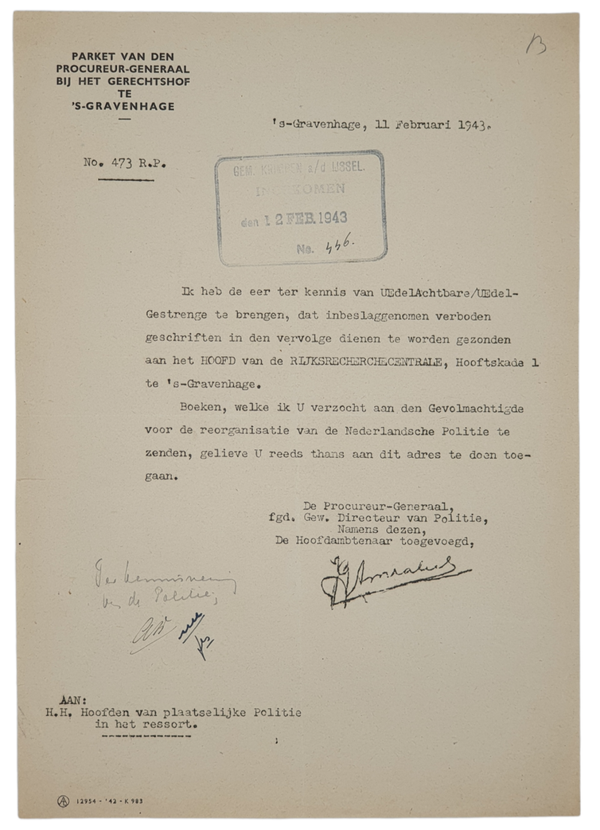 B
PARKET VAN DEN
PROCUREUR-GENERAAL
BIJ HET GERECHTSHOF
TE
'S-GRAVENHAGE
's-Gravenhage, 11 Februari 1943.
No. 473 R.P.
GEM. KRIMPEN a/d IJSSEL.
INGEKOMEN
den 12 FEB. 1943
No. 446.
Ik heb de eer ter kennis van UEdelAchtbare/UEdel-
Gestrenge te brengen, dat inbeslaggenomen verboden
geschriften in den vervolge dienen te worden gezonden
aan het HOOFD van de RIJKSRECHERCHECENTRALE, Hooftskade 1
te 's-Gravenhage.
Boeken, welke ik U verzocht aan den Gevolmachtigde
voor de reorganisatie van de Nederlandsche Politie te
zenden, gelieve U reeds thans aan dit adres te doen toe-
gaan.
De Procureur-Generaal,
fgd. Gew. Directeur van Politie,
Namens dezen,
De Hoofdambtenaar toegevoegd,
Ter kennisneming
v/d de Politie,
AAN:
H.H. Hoofden van plaatselijke Politie
in het ressort.
12954 - '42 - K 983